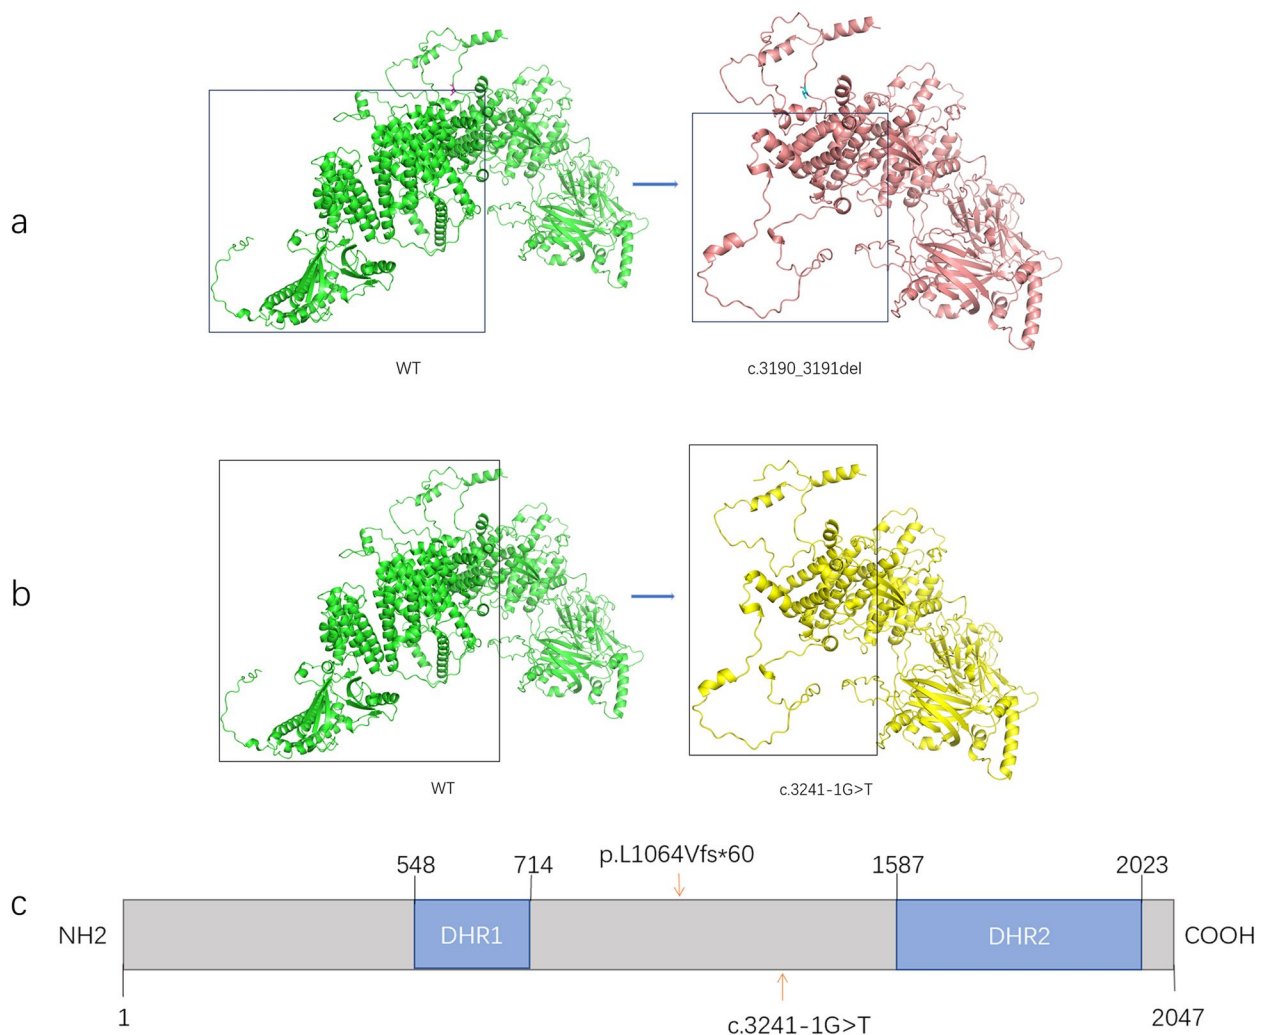 a
WT
c.3190_3191del
b
WT
c.3241-1G>T
c
548
714
p.L1064Vfs*60
1587
2023
NH2
DHR1
DHR2
COOH
1
c.3241-1G>T
2047